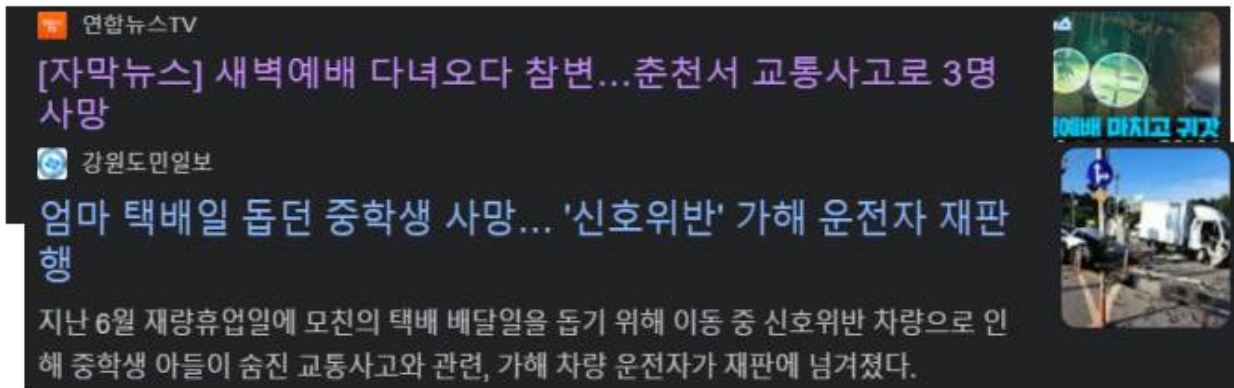 연합뉴스TV
[자막뉴스] 새벽예배 다녀오다 참변...춘천서 교통사고로 3명
사망
예배 마치고 귀갓
강원도민일보
엄마 택배일 돕던 중학생 사망... '신호위반' 가해 운전자 재판
행
지난 6월 재량휴업일에 모친의 택배 배달일을 돕기 위해 이동 중 신호위반 차량으로 인
해 중학생 아들이 숨진 교통사고와 관련, 가해 차량 운전자가 재판에 넘겨졌다.